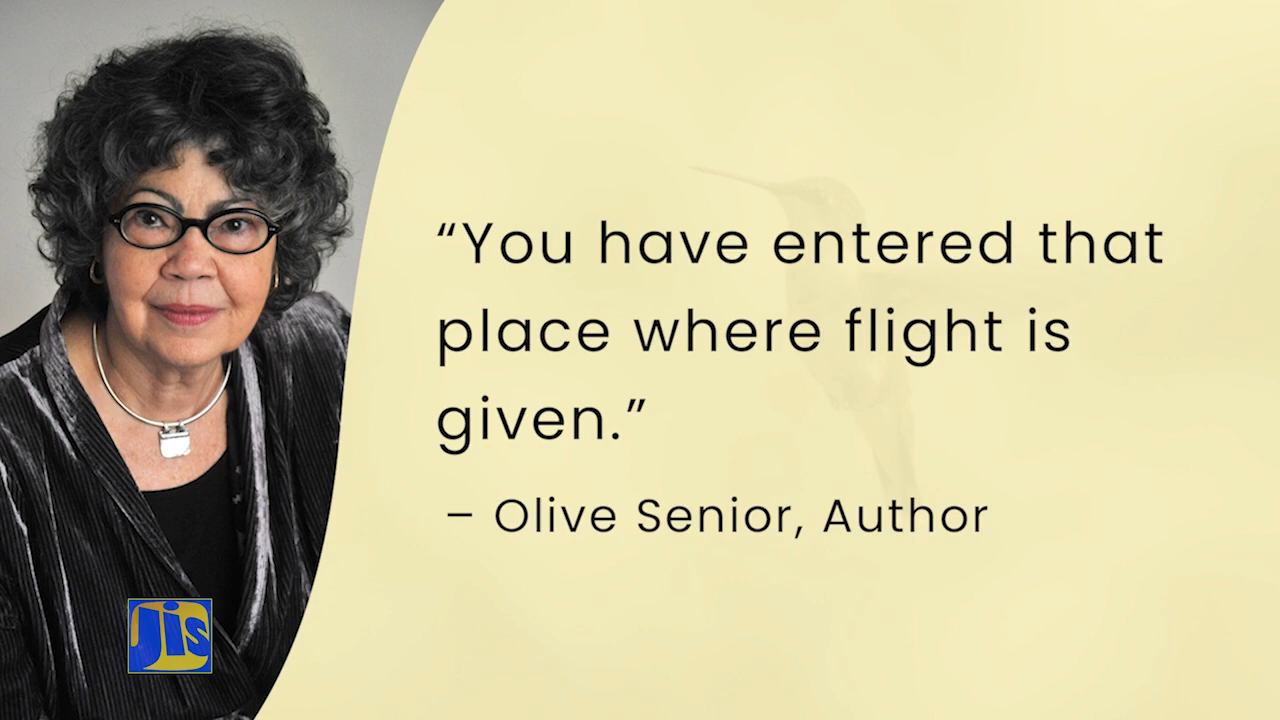 “You have entered that
place where flight is
given.”
– Olive Senior, Author
Jis